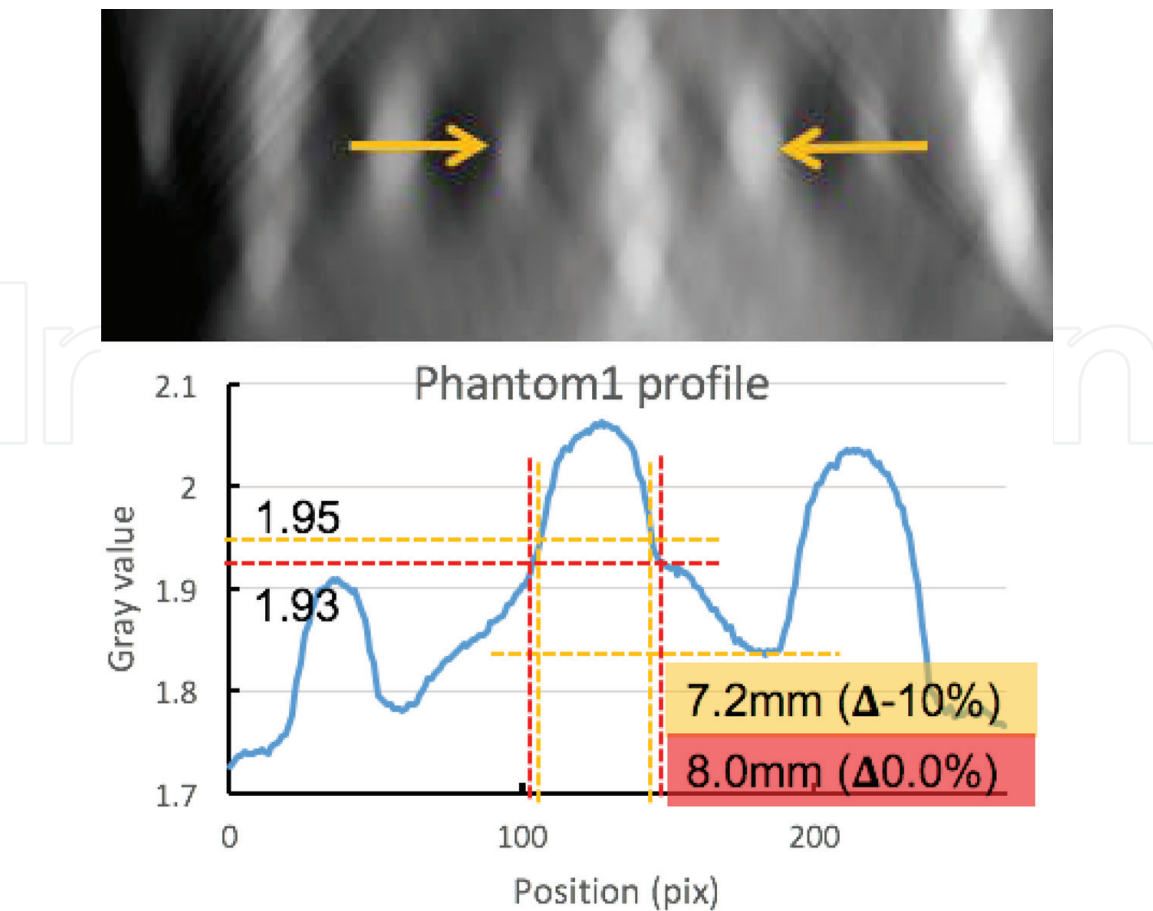 Phantom1 profile
2.1
2
1.9
1.8
1.7
Gray value
1.95
1.93
7.2mm (Δ-10%)
8.0mm (Δ0.0%)
0 100 200
Position (pix)